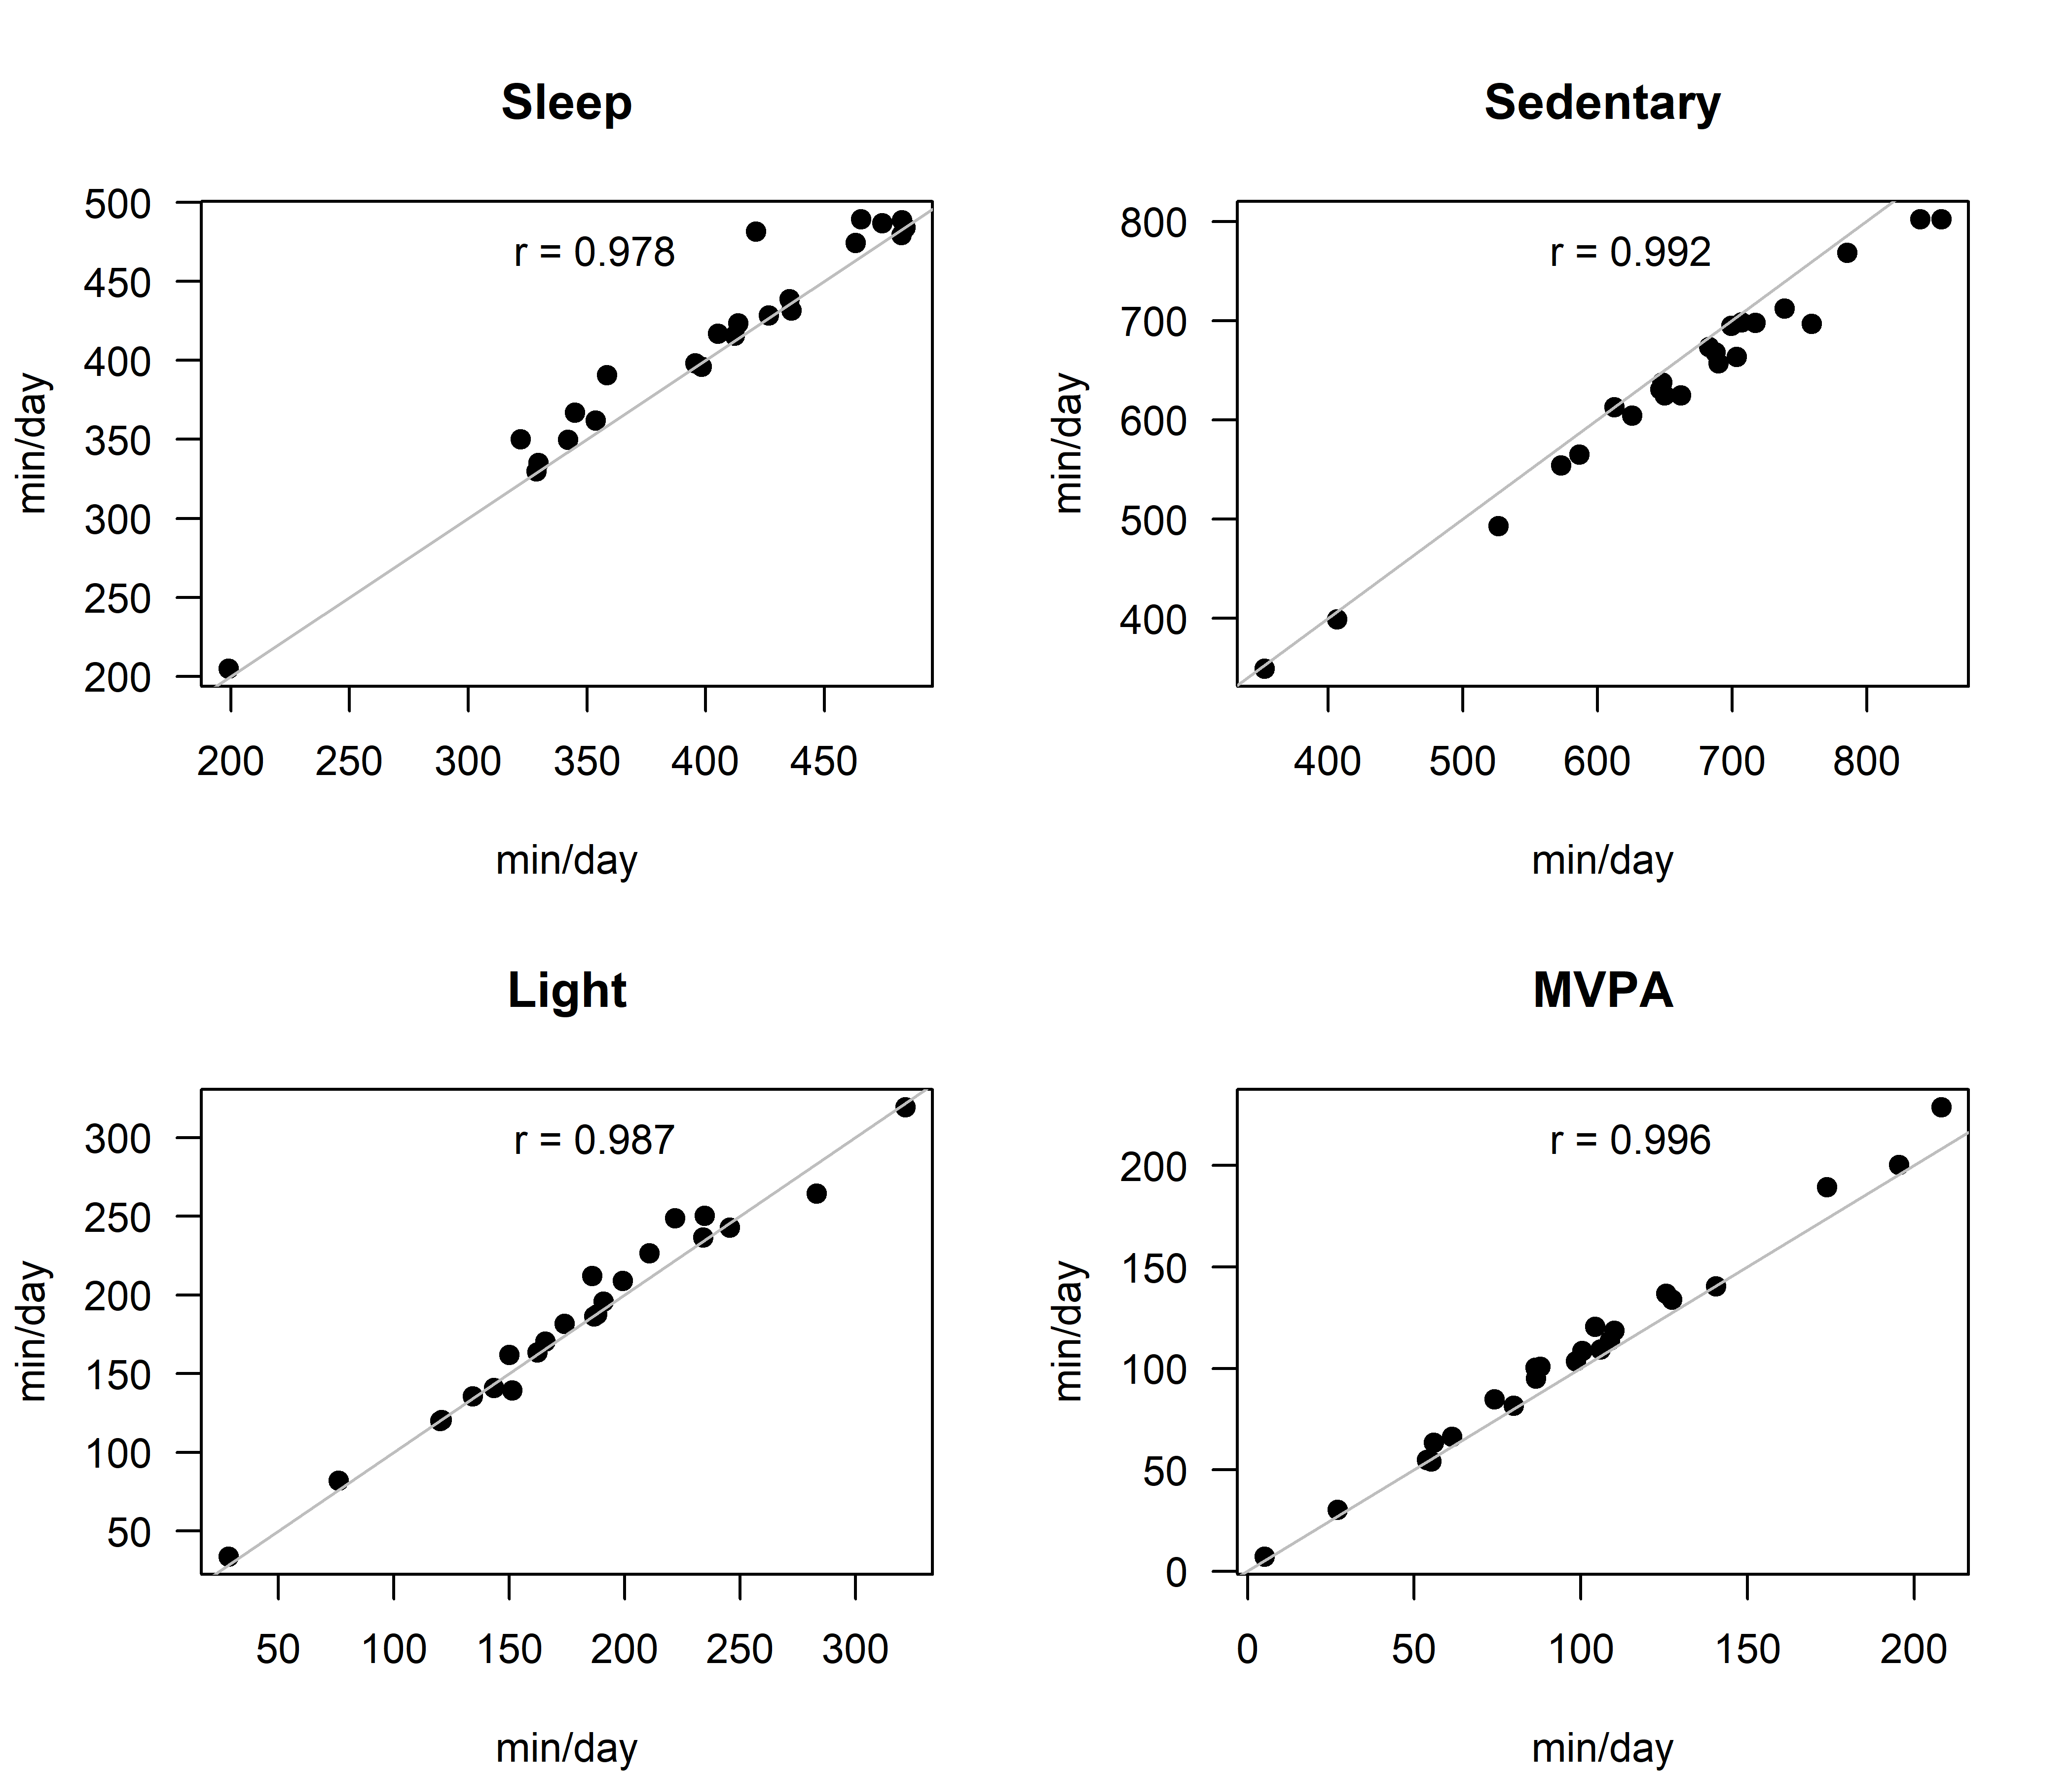 Sleep
500
450
400
350
300
250
200
min/day
r = 0.978
200 250 300 350 400 450
min/day
Sedentary
800
700
600
500
400
min/day
r = 0.992
400 500 600 700 800
min/day
Light
300
250
200
150
100
50
min/day
r = 0.987
50 100 150 200 250 300
min/day
MVPA
200
150
100
50
0
min/day
r = 0.996
0 50 100 150 200
min/day